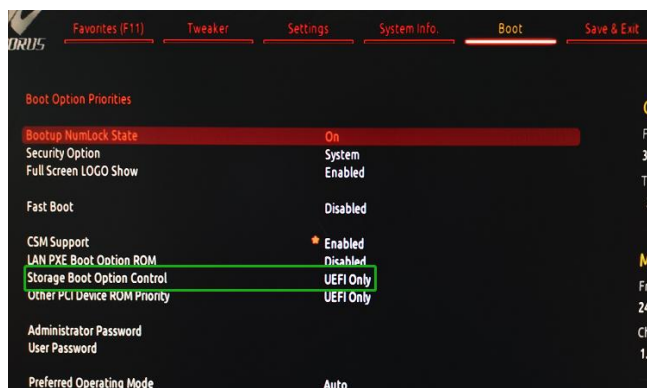 ORUS
Favorites (F11) Tweaker Settings System Info. Boot Save & Exit
Boot Option Priorities
Bootup NumLock State On
Security Option System
Full Screen LOGO Show Enabled
Fast Boot Disabled
CSM Support Enabled
LAN PXE Boot Option ROM Disabled
Storage Boot Option Control UEFI Only
Other PCI Device ROM Priority UEFI Only
Administrator Password
User Password
Preferred Operating Mode Auto